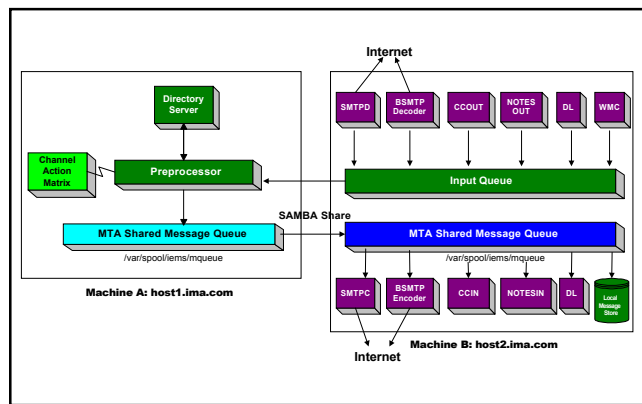 Internet
Directory
Server
SMTPD
BSMTP
Decoder
CCOUT
NOTES
OUT
DL
WMC
Channel
Action
Matrix
Preprocessor
Input Queue
SAMBA Share
MTA Shared Message Queue
MTA Shared Message Queue
/var/spool/iems/mqueue
/var/spool/iems/mqueue
Machine A: host1.ima.com
SMTPC
BSMTP
Encoder
CCIN
NOTESIN
DL
Local
Message
Store
Machine B: host2.ima.com
Internet